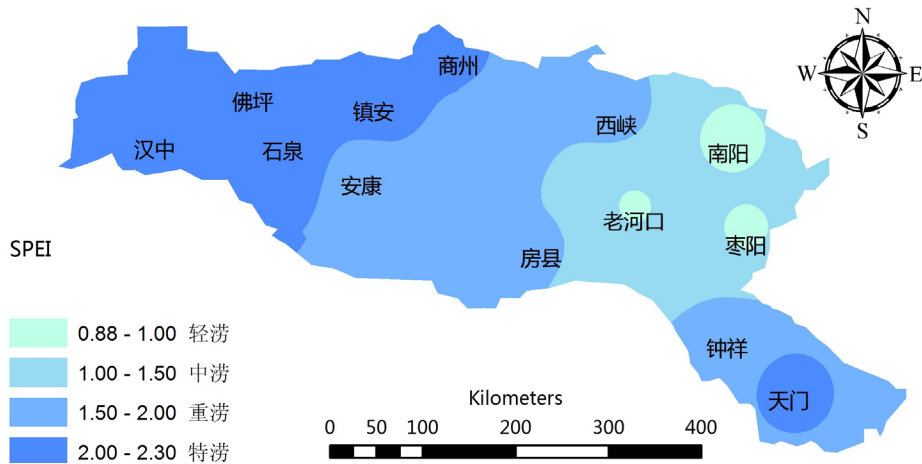 N
W E
S
商州
佛坪 镇安 西峡
汉中 石泉 南阳
安康
老河口 枣阳
房县
钟祥
天门
SPEI
0.88 - 1.00 轻涝
1.00 - 1.50 中涝
1.50 - 2.00 重涝
2.00 - 2.30 特涝
Kilometers
0 50 100 200 300 400